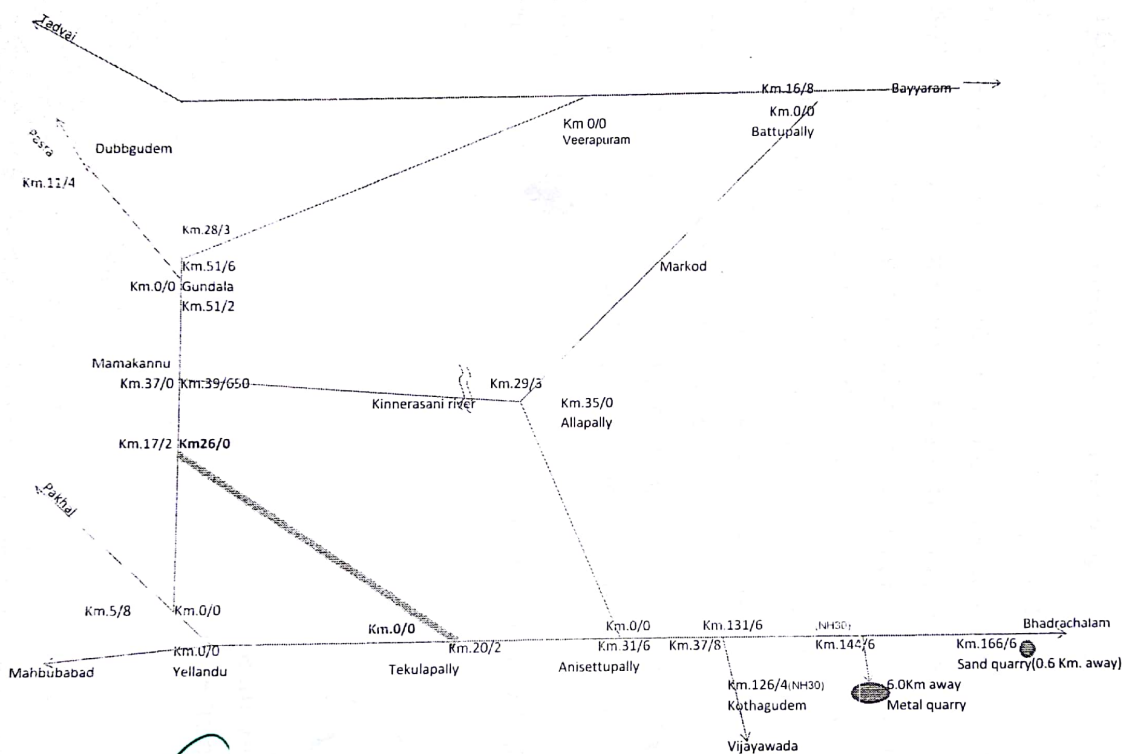 Tadvai
Km.16/8
Bayyaram
Km 0/0
Veerapuram
Km.0/0
Battupally
Pasra
Dubbgudem
Km.11/4
Km.28/3
Km.51/6
Km.0/0 Gundala
Km.51/2
Markod
Mamakannu
Km.37/0 Km.39/650
Km.29/3
Kinnerasani river
Km.35/0
Allapally
Km.17/2 Km26/0
Pakhal
Km.5/8
Km.0/0
Km.0/0
Km.0/0
Km.131/6
(NH30)
Bhadrachalam
Km.0/0
Km.20/2
Km.31/6
Km.37/8
Km.144/6
Km.166/6
Mahbubabad
Yellandu
Tekulapally
Anisettupally
Sand quarry(0.6 Km. away)
Km.126/4(NH30)
Kothagudem
6.0Km away
Metal quarry
Vijayawada